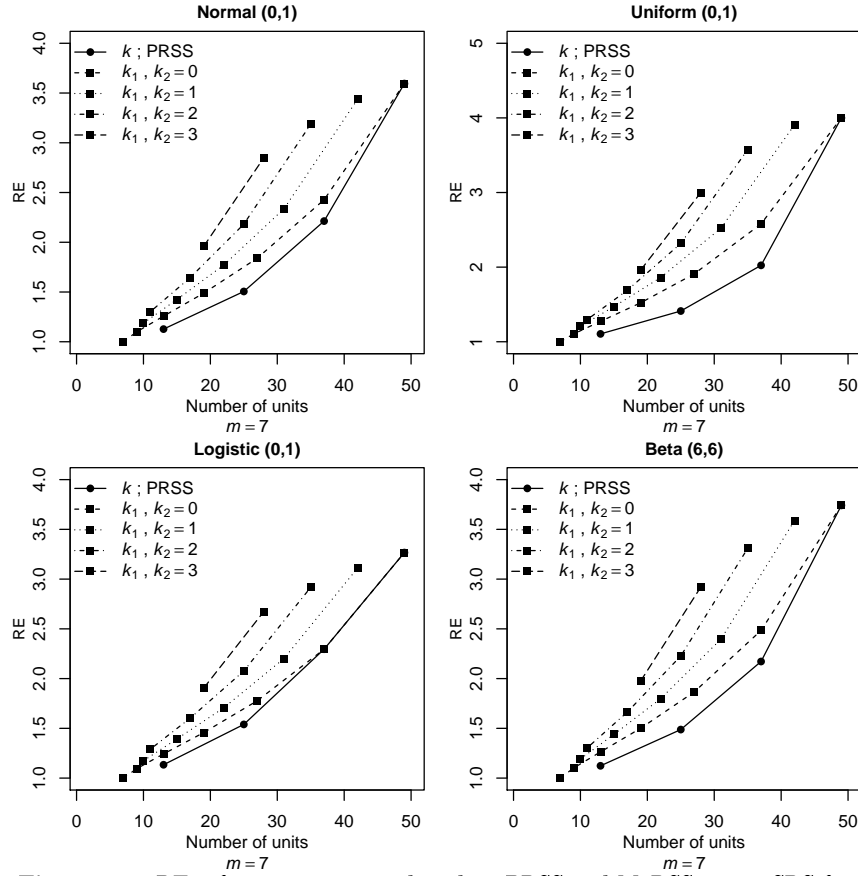 Normal (0,1)
RE
4.0
3.5
3.0
2.5
2.0
1.5
1.0
k ; PRSS
k1 , k2 = 0
k1 , k2 = 1
k1 , k2 = 2
k1 , k2 = 3
0 10 20 30 40 50
Number of units
m = 7
Uniform (0,1)
RE
5
4
3
2
1
k ; PRSS
k1 , k2 = 0
k1 , k2 = 1
k1 , k2 = 2
k1 , k2 = 3
0 10 20 30 40 50
Number of units
m = 7
Logistic (0,1)
RE
4.0
3.5
3.0
2.5
2.0
1.5
1.0
k ; PRSS
k1 , k2 = 0
k1 , k2 = 1
k1 , k2 = 2
k1 , k2 = 3
0 10 20 30 40 50
Number of units
m = 7
Beta (6,6)
RE
4.0
3.5
3.0
2.5
2.0
1.5
1.0
k ; PRSS
k1 , k2 = 0
k1 , k2 = 1
k1 , k2 = 2
k1 , k2 = 3
0 10 20 30 40 50
Number of units
m = 7